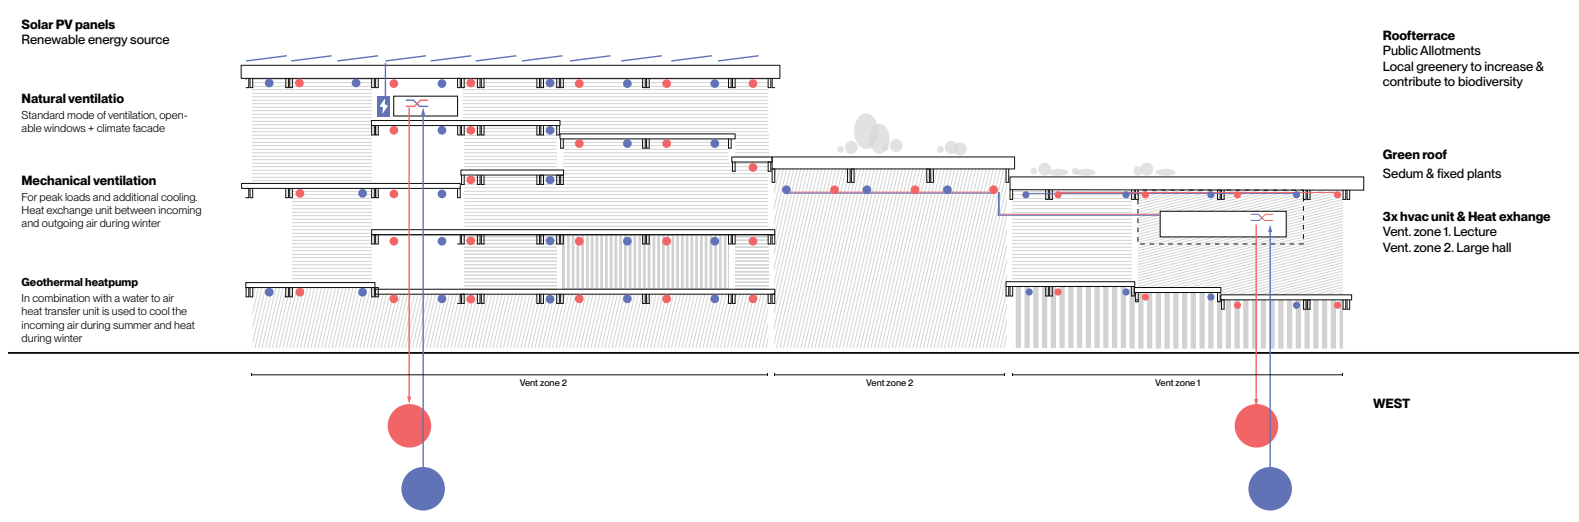 Solar PV panels
Renewable energy source
Natural ventilatio
Standard mode of ventilation, open-
able windows + climate facade
Mechanical ventilation
For peak loads and additional cooling.
Heat exchange unit between incoming
and outgoing air during winter
Geothermal heatpump
In combination with a water to air
heat transfer unit is used to cool the
incoming air during summer and heat
during winter
Roofterrace
Public Allotments
Local greenery to increase &
contribute to biodiversity
Green roof
Sedum & fixed plants
3x hvac unit & Heat exhange
Vent. zone 1. Lecture
Vent. zone 2. Large hall
Vent zone 2
Vent zone 2
Vent zone 1
WEST